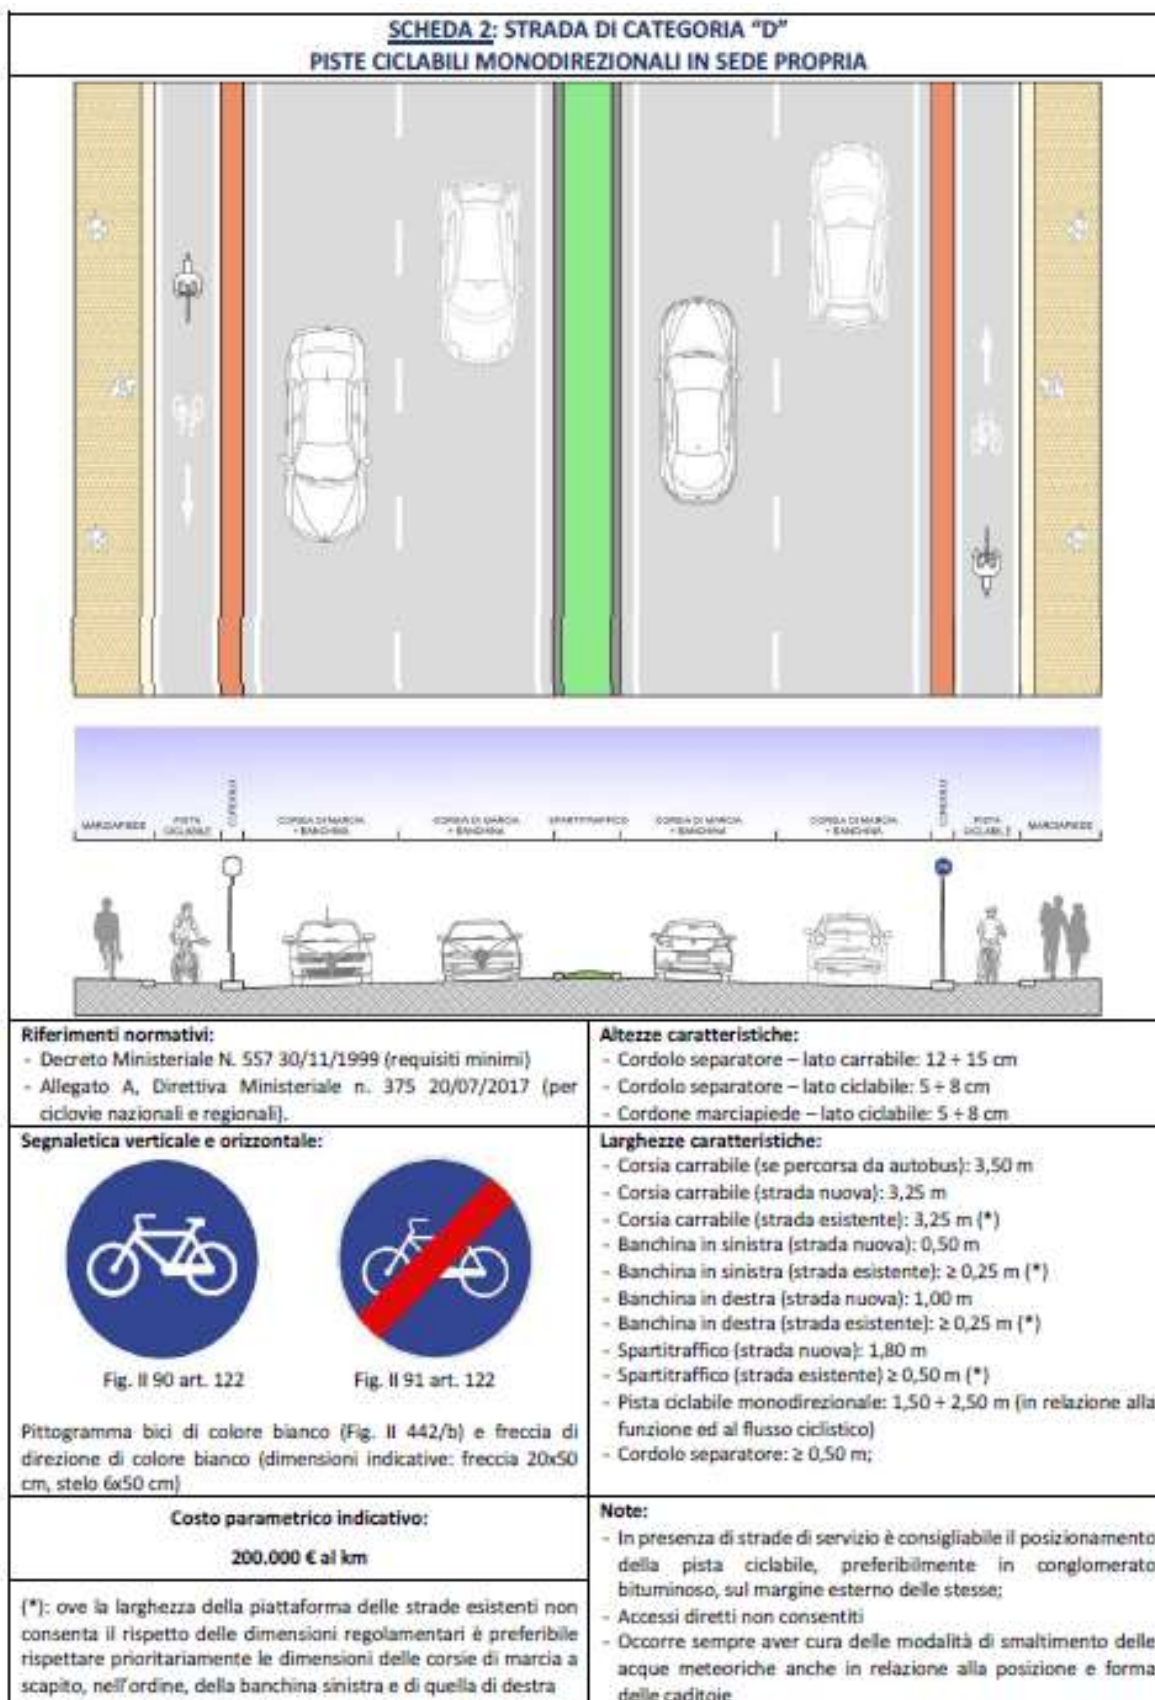 SCHEDA 2: STRADA DI CATEGORIA “D”
PISTE CICLABILI MONODIREZIONALI IN SEDE PROPRIA
MARCIAPIEDE
PISTA
CICLABILE
CORDOLO
CORSIA DI MARCIA
+ BANCHINA
CORSIA DI MARCIA
+ BANCHINA
SPARTITRAFFICO
CORSIA DI MARCIA
+ BANCHINA
CORSIA DI MARCIA
+ BANCHINA
CORDOLO
PISTA
CICLABILE
MARCIAPIEDE
Riferimenti normativi:
- Decreto Ministeriale N. 557 30/11/1999 (requisiti minimi)
- Allegato A, Direttiva Ministeriale n. 375 20/07/2017 (per
ciclovie nazionali e regionali).
Altezze caratteristiche:
- Cordolo separatore – lato carrabile: 12 ÷ 15 cm
- Cordolo separatore – lato ciclabile: 5 ÷ 8 cm
- Cordone marciapiede – lato ciclabile: 5 ÷ 8 cm
Segnaletica verticale e orizzontale:
Fig. II 90 art. 122
Fig. II 91 art. 122
Pittogramma bici di colore bianco (Fig. II 442/b) e freccia di
direzione di colore bianco (dimensioni indicative: freccia 20x50
cm, stelo 6x50 cm)
Larghezze caratteristiche:
- Corsia carrabile (se percorsa da autobus): 3,50 m
- Corsia carrabile (strada nuova): 3,25 m
- Corsia carrabile (strada esistente): 3,25 m (*)
- Banchina in sinistra (strada nuova): 0,50 m
- Banchina in sinistra (strada esistente): ≥ 0,25 m (*)
- Banchina in destra (strada nuova): 1,00 m
- Banchina in destra (strada esistente): ≥ 0,25 m (*)
- Spartitraffico (strada nuova): 1,80 m
- Spartitraffico (strada esistente) ≥ 0,50 m (*)
- Pista ciclabile monodirezionale: 1,50 ÷ 2,50 m (in relazione alla
funzione ed al flusso ciclistico)
- Cordolo separatore: ≥ 0,50 m;
Costo parametrico indicativo:
200.000 € al km
(*): ove la larghezza della piattaforma delle strade esistenti non
consenta il rispetto delle dimensioni regolamentari è preferibile
rispettare prioritariamente le dimensioni delle corsie di marcia a
scapito, nell'ordine, della banchina sinistra e di quella di destra
Note:
- In presenza di strade di servizio è consigliabile il posizionamento
della pista ciclabile, preferibilmente in conglomerato
bituminoso, sul margine esterno delle stesse;
- Accessi diretti non consentiti
- Occorre sempre aver cura delle modalità di smaltimento delle
acque meteoriche anche in relazione alla posizione e forma
delle caditoie